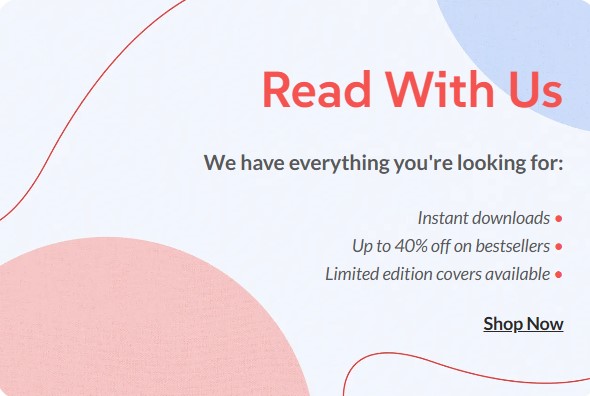 Read With Us
We have everything you're looking for:
Instant downloads •
Up to 40% off on bestsellers •
Limited edition covers available •
Shop Now